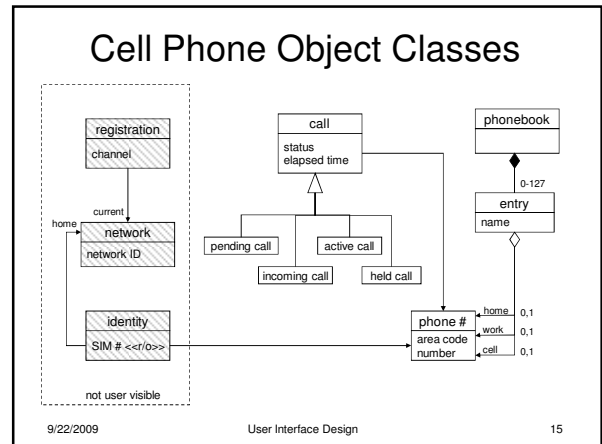 Cell Phone Object Classes
registration
channel
current
home
network
network ID
identity
SIM # <<r/o>>
not user visible
call
status
elapsed time
pending call
active call
incoming call
held call
phonebook
0-127
entry
name
phone #
area code
number
home 0,1
work 0,1
cell 0,1
9/22/2009 User Interface Design 15